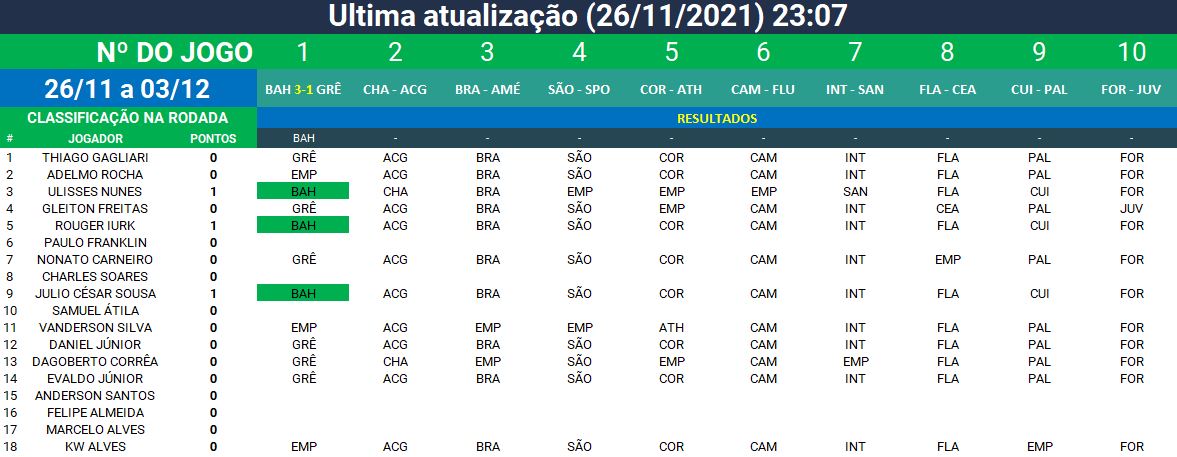 Ultima atualização (26/11/2021) 23:07
Nº DO JOGO 1 2 3 4 5 6 7 8 9 10
26/11 a 03/12 BAH 3-1 GRÊ CHA - ACG BRA - AMÉ SÃO - SPO COR - ATH CAM - FLU INT - SAN FLA - CEA CUI - PAL FOR - JUV
CLASSIFICAÇÃO NA RODADA RESULTADOS
# JOGADOR PONTOS BAH - - - - - - - - -
1 THIAGO GAGLIARI 0 GRÊ ACG BRA SÃO COR CAM INT FLA PAL FOR
2 ADELMO ROCHA 0 EMP ACG BRA SÃO COR CAM INT FLA PAL FOR
3 ULISSES NUNES 1 BAH CHA BRA EMP EMP EMP SAN FLA CUI FOR
4 GLEITON FREITAS 0 GRÊ ACG BRA SÃO EMP CAM INT CEA PAL JUV
5 ROUGER IURK 1 BAH ACG BRA SÃO COR CAM INT FLA CUI FOR
6 PAULO FRANKLIN 0
7 NONATO CARNEIRO 0 GRÊ ACG BRA SÃO COR CAM INT EMP PAL FOR
8 CHARLES SOARES 0
9 JULIO CÉSAR SOUSA 1 BAH ACG BRA SÃO COR CAM INT FLA CUI FOR
10 SAMUEL ÁTILA 0
11 VANDERSON SILVA 0 EMP ACG EMP EMP ATH CAM INT FLA PAL FOR
12 DANIEL JÚNIOR 0 GRÊ ACG BRA SÃO COR CAM INT FLA PAL FOR
13 DAGOBERTO CORRÊA 0 GRÊ CHA EMP SÃO EMP CAM EMP FLA PAL FOR
14 EVALDO JÚNIOR 0 GRÊ ACG BRA SÃO COR CAM INT FLA PAL FOR
15 ANDERSON SANTOS 0
16 FELIPE ALMEIDA 0
17 MARCELO ALVES 0
18 KW ALVES 0 EMP ACG BRA SÃO COR CAM INT FLA EMP FOR